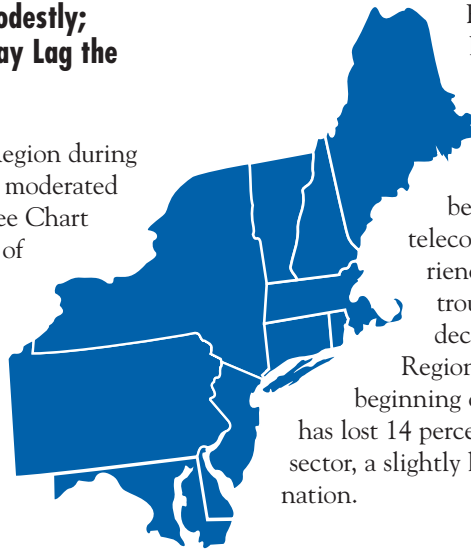 odestly;
ay Lag the
egion during
moderated
ee Chart
of
be
teleco
rienc
trou
dec
Region
beginning
has lost 14 perce
sector, a slightly
nation.